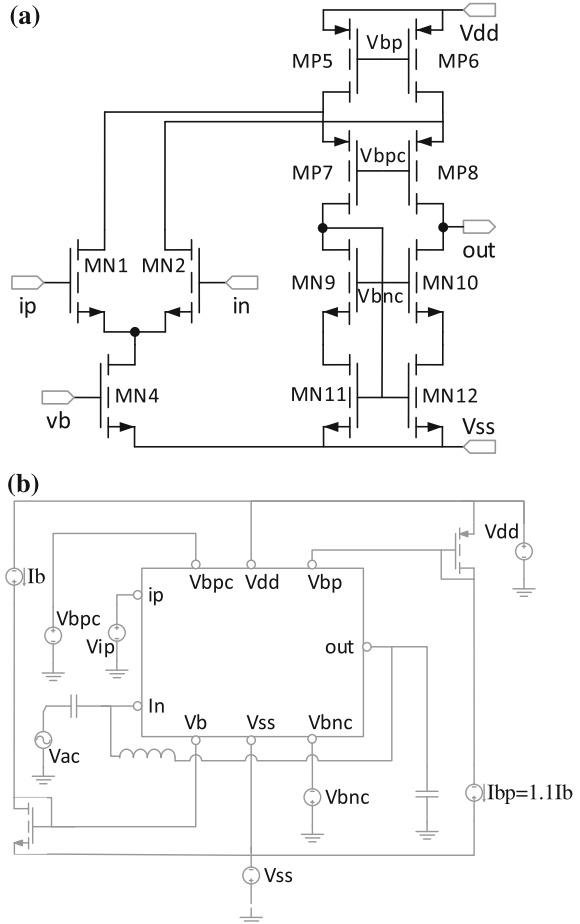 (a)
Vdd
MP5 Vbp MP6
MP7 Vbpc MP8
out
MN1 MN2
MN9 Vbnc MN10
ip in
MN4 MN11 MN12
vb Vss
(b)
Vdd
Ib
Vbpc Vdd Vbp
ip
Vbpc
Vip
out
In
Vb Vss Vbnc
Vac
Vbnc
Ibp=1.1Ib
Vss